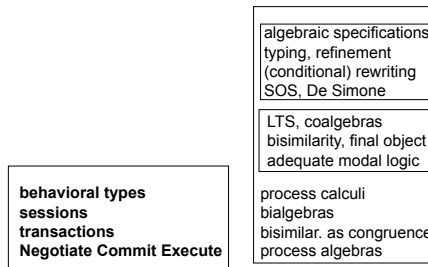 algebraic specifications
typing, refinement
(conditional) rewriting
SOS, De Simone
LTS, coalgebras
bisimilarity, final object
adequate modal logic
behavioral types
sessions
transactions
Negotiate Commit Execute
process calculi
bialgebras
bisimilar. as congruence
process algebras